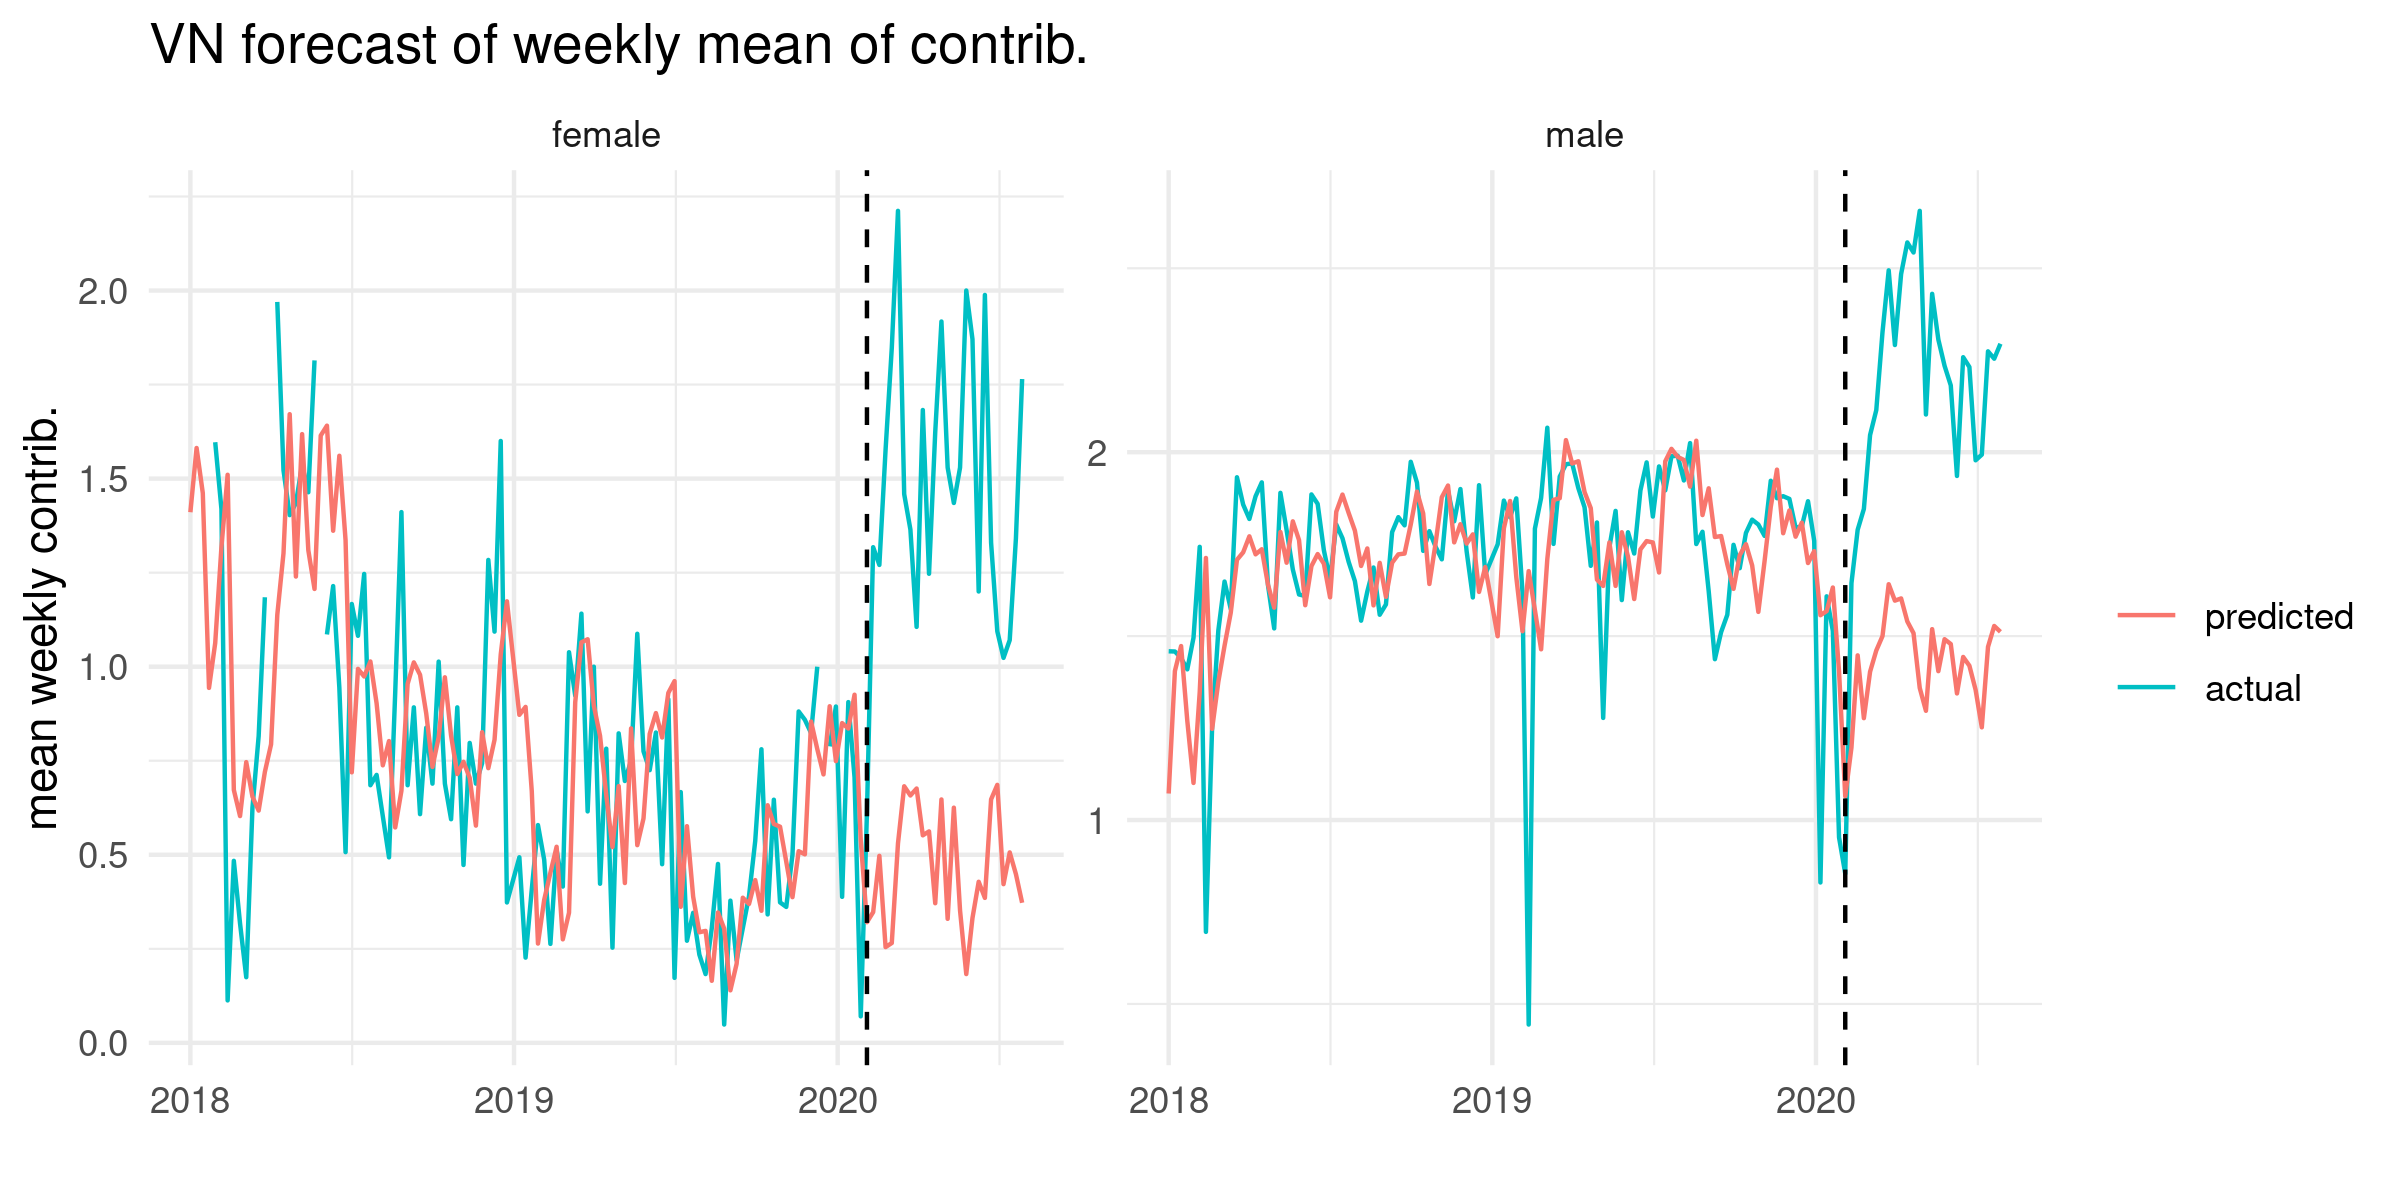 VN forecast of weekly mean of contrib.
female
male
mean weekly contrib.
2.0
1.5
1.0
0.5
0.0
2
1
2018
2019
2020
2018
2019
2020
predicted
actual